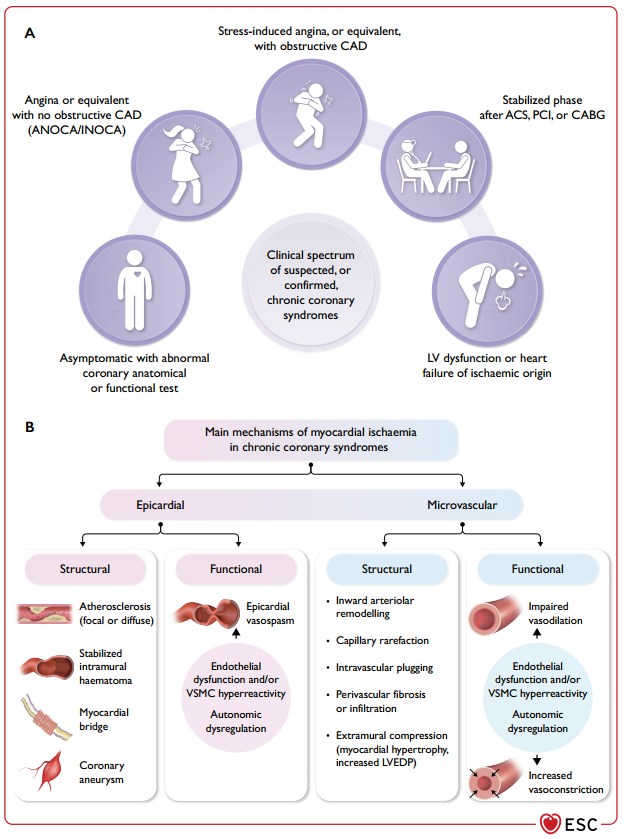 A
Stress-induced angina, or equivalent,
with obstructive CAD
Angina or equivalent
with no obstructive CAD
(ANOCA/INOCA)
Stabilized phase
after ACS, PCI, or CABG
Clinical spectrum
of suspected, or
confirmed,
chronic coronary
syndromes
Asymptomatic with abnormal
coronary anatomical
or functional test
LV dysfunction or heart
failure of ischaemic origin
B
Main mechanisms of myocardial ischaemia
in chronic coronary syndromes
Epicardial
Microvascular
Structural
Atherosclerosis
(focal or diffuse)
Stabilized
intramural
haematoma
Myocardial
bridge
Coronary
aneurysm
Functional
Epicardial
vasospasm
Endothelial
dysfunction and/or
VSMC hyperreactivity
Autonomic
dysregulation
Structural
• Inward arteriolar
remodelling
• Capillary rarefaction
• Intravascular plugging
• Perivascular fibrosis
or infiltration
• Extramural compression
(myocardial hypertrophy,
increased LVEDP)
Functional
Impaired
vasodilation
Endothelial
dysfunction and/or
VSMC hyperreactivity
Autonomic
dysregulation
Increased
vasoconstriction
ESC